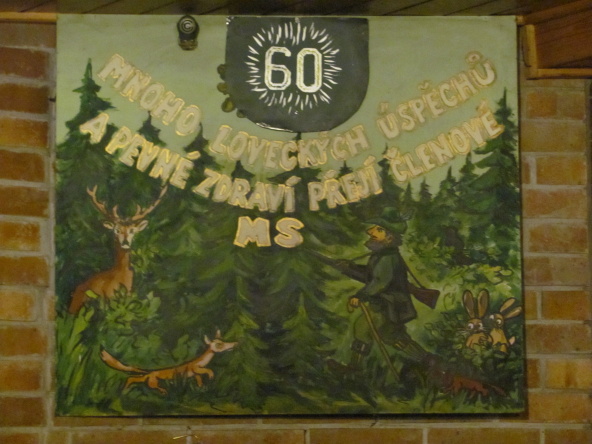 60
MNOHO LOVECKÝCH ÚSPĚCHŮ
A PEVNÉ ZDRAVÍ PŘEJÍ ČLENOVÉ
MS